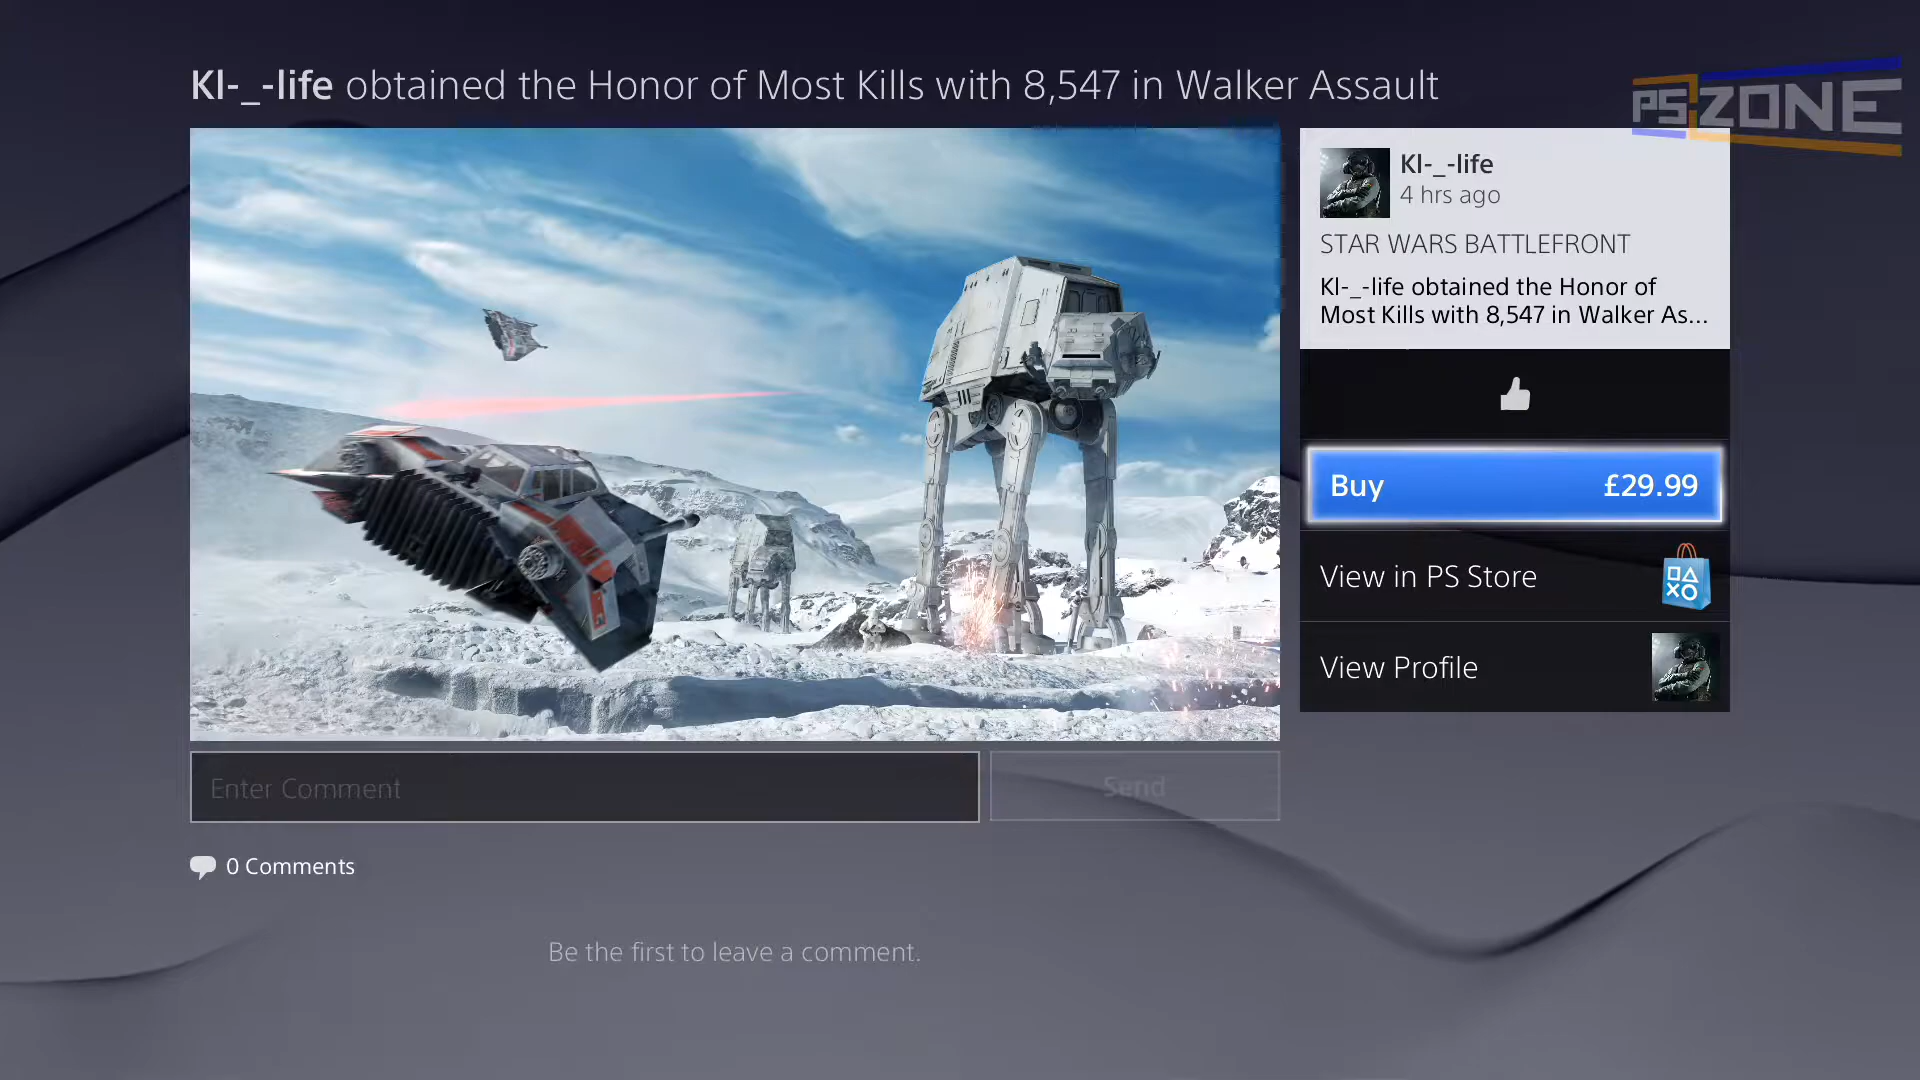 Kl-_-life obtained the Honor of Most Kills with 8,547 in Walker Assault
PS ZONE
Kl-_-life
4 hrs ago
STAR WARS BATTLEFRONT
Kl-_-life obtained the Honor of
Most Kills with 8,547 in Walker As...
Buy £29.99
View in PS Store
View Profile
Enter Comment
Send
0 Comments
Be the first to leave a comment.